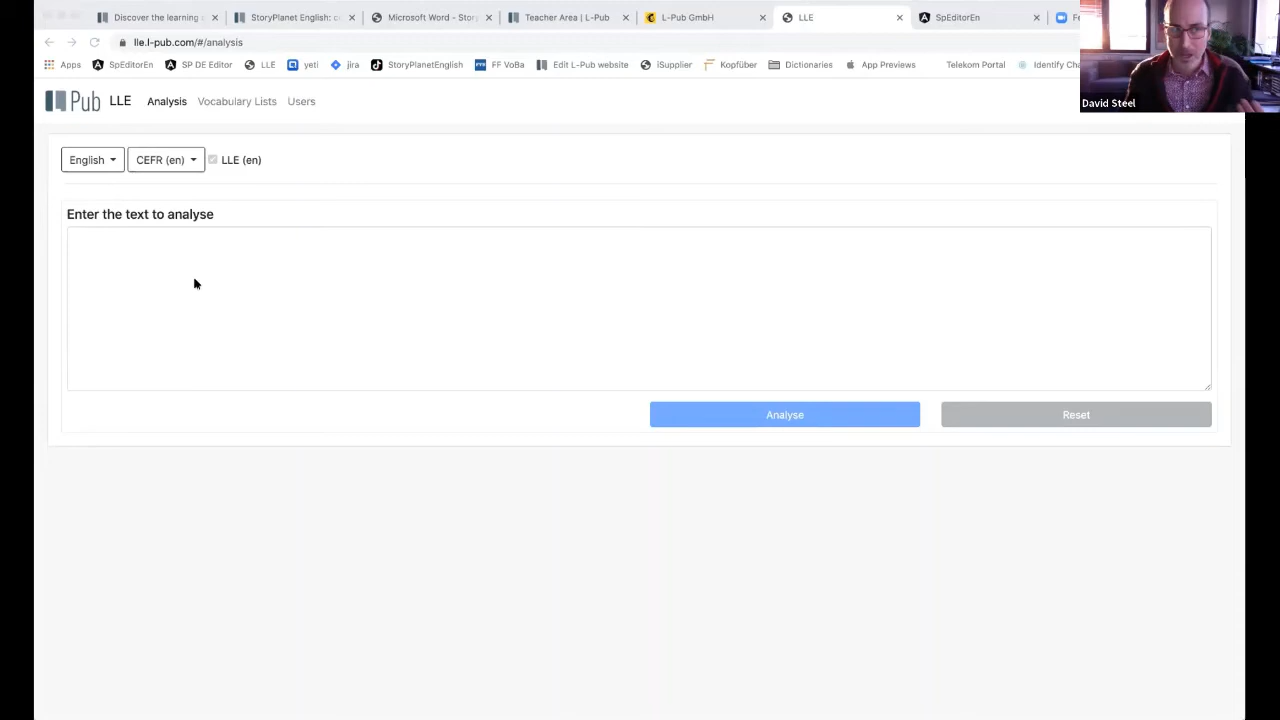 Discover the learning s StoryPlanet English: c Microsoft Word - Story Teacher Area | L-Pub L-Pub GmbH LLE SpEditorEn
lle.l-pub.com/#/analysis
Apps SpEditorEn SP DE Editor LLE yeti jira StoryPlanetEnglish FF VoBa Edit L-Pub website iSupplier Kopfüber Dictionaries App Previews Telekom Portal Identify Cha
David Steel
Pub LLE Analysis Vocabulary Lists Users
English CEFR (en) LLE (en)
Enter the text to analyse
Analyse Reset